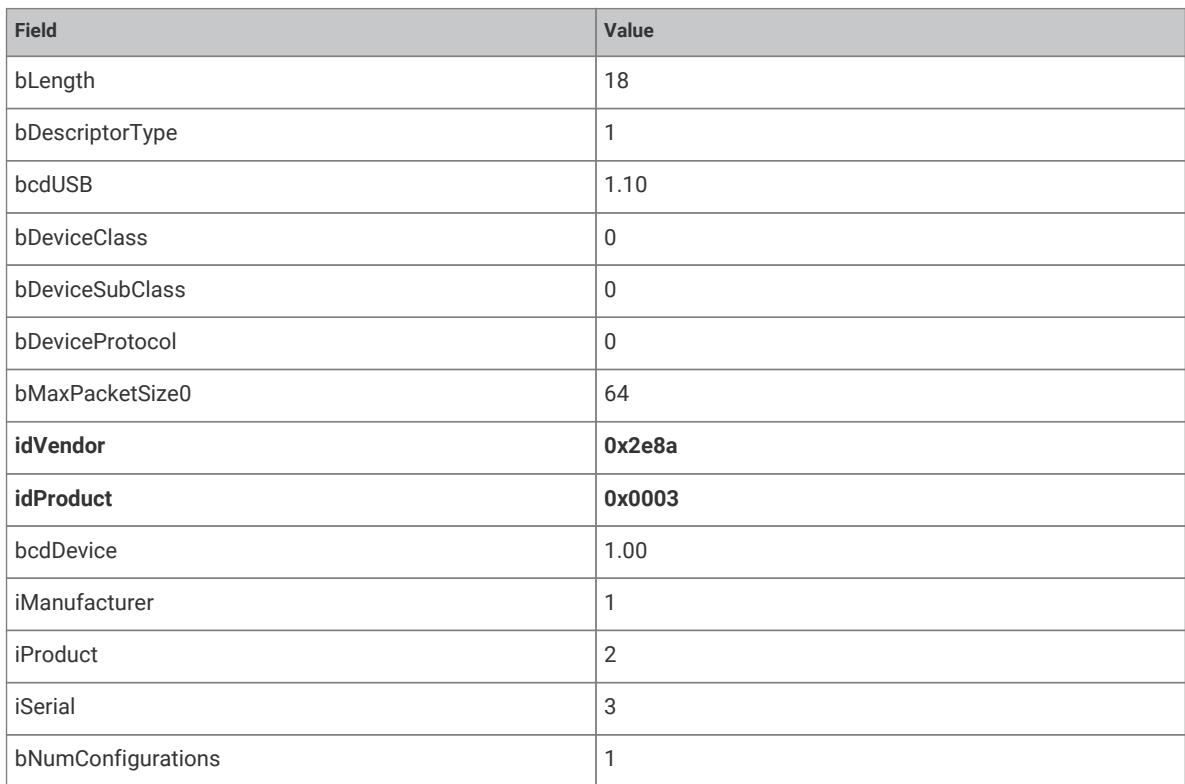 Field Value
bLength 18
bDescriptorType 1
bcdUSB 1.10
bDeviceClass 0
bDeviceSubClass 0
bDeviceProtocol 0
bMaxPacketSize0 64
idVendor 0x2e8a
idProduct 0x0003
bcdDevice 1.00
iManufacturer 1
iProduct 2
iSerial 3
bNumConfigurations 1